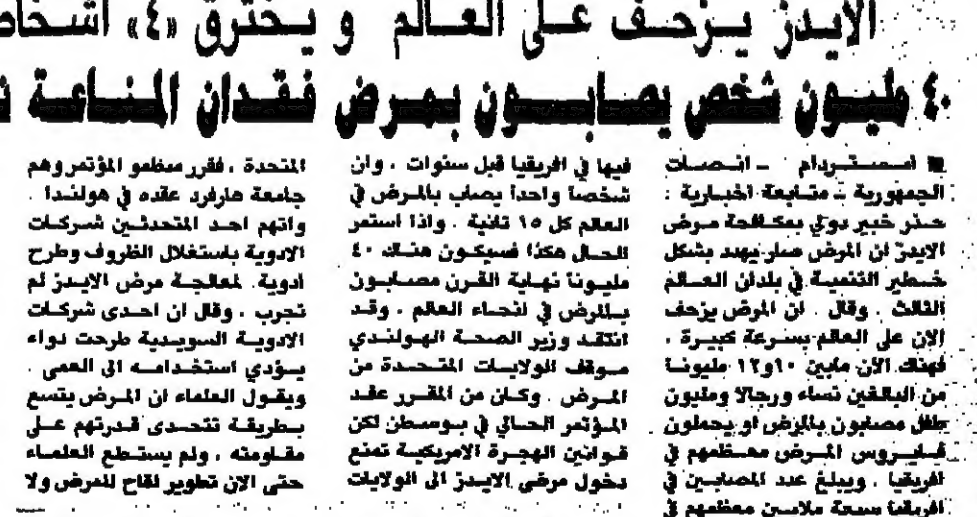 الايدز يزحف على العالم و يخترق «٤» اشخا
٤٠ مليون شخص يصابون بمرض فقدان المناعة
امستردام - انصات
الجمهورية - متابعة اخبارية :
حذر خبير دولي بمكافحة مرض
الايدز ان المرض صار يهدد بشكل
خطير التنمية في بلدان العالم
الثالث . وقال . ان المرض يزحف
الآن على العالم بسرعة كبيرة ،
فهناك الآن مابين ١٠ و١٢ مليونا
من البالغين نساء ورجالا ومليون
طفل مصابون بالمرض او يحملون
فايروس المرض معظمهم في
افريقيا . ويبلغ عدد المصابين في
افريقيا سبعة ملايين معظمهم في
فيها في افريقيا قبل سنوات ، وان
شخصا واحدا يصاب بالمرض في
العالم كل ١٥ ثانية . واذا استمر
الحال هكذا فسيكون هناك ٤٠
مليونا نهاية القرن مصابون
بالمرض في انحاء العالم . وقد
انتقد وزير الصحة الهولندي
موقف الولايات المتحدة من
المرض . وكان من المقرر عقد
المؤتمر الحالي في بوسطن لكن
قوانين الهجرة الامريكية تمنع
دخول مرضى الايدز الى الولايات
المتحدة ، فقرر منظمو المؤتمر وهم
جامعة هارفرد عقده في هولندا .
واتهم احد المتحدثين شركات
الادوية باستغلال الظروف وطرح
ادوية لمعالجة مرض الايدز لم
تجرب . وقال ان احدى شركات
الادوية السويدية طرحت دواء
يؤدي استخدامه الى العمى .
ويقول العلماء ان المرض يتسع
بطريقة تتحدى قدرتهم على
مقاومته ، ولم يستطع العلماء
حتى الان تطوير لقاح للمرض ولا